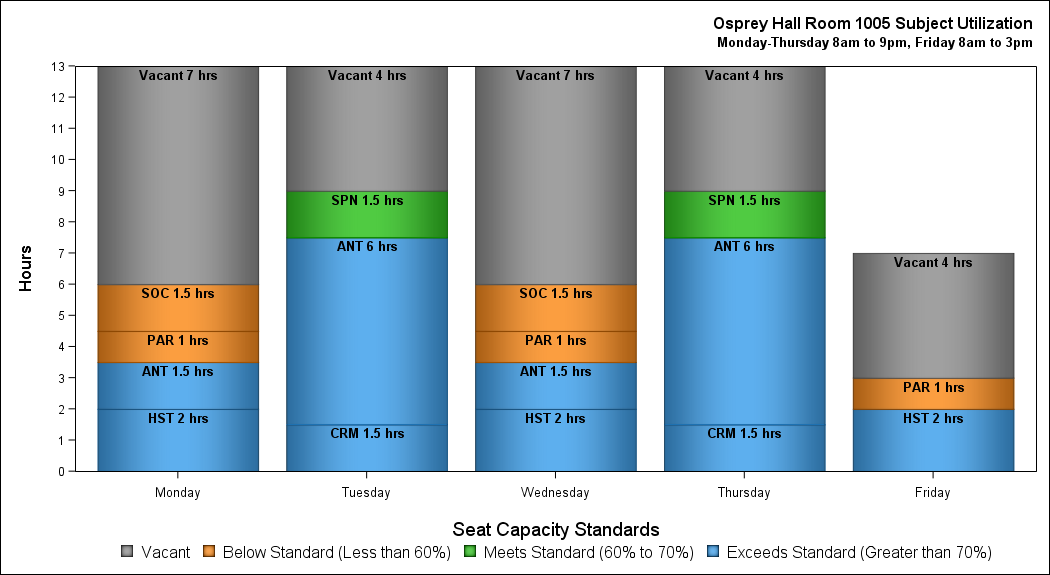 Osprey Hall Room 1005 Subject Utilization
Monday-Thursday 8am to 9pm, Friday 8am to 3pm
Hours
13
12
11
10
9
8
7
6
5
4
3
2
1
0
Vacant 7 hrs
SOC 1.5 hrs
PAR 1 hrs
ANT 1.5 hrs
HST 2 hrs
Vacant 4 hrs
SPN 1.5 hrs
ANT 6 hrs
CRM 1.5 hrs
Vacant 7 hrs
SOC 1.5 hrs
PAR 1 hrs
ANT 1.5 hrs
HST 2 hrs
Vacant 4 hrs
SPN 1.5 hrs
ANT 6 hrs
CRM 1.5 hrs
Vacant 4 hrs
PAR 1 hrs
HST 2 hrs
Monday Tuesday Wednesday Thursday Friday
Seat Capacity Standards
Vacant Below Standard (Less than 60%) Meets Standard (60% to 70%) Exceeds Standard (Greater than 70%)